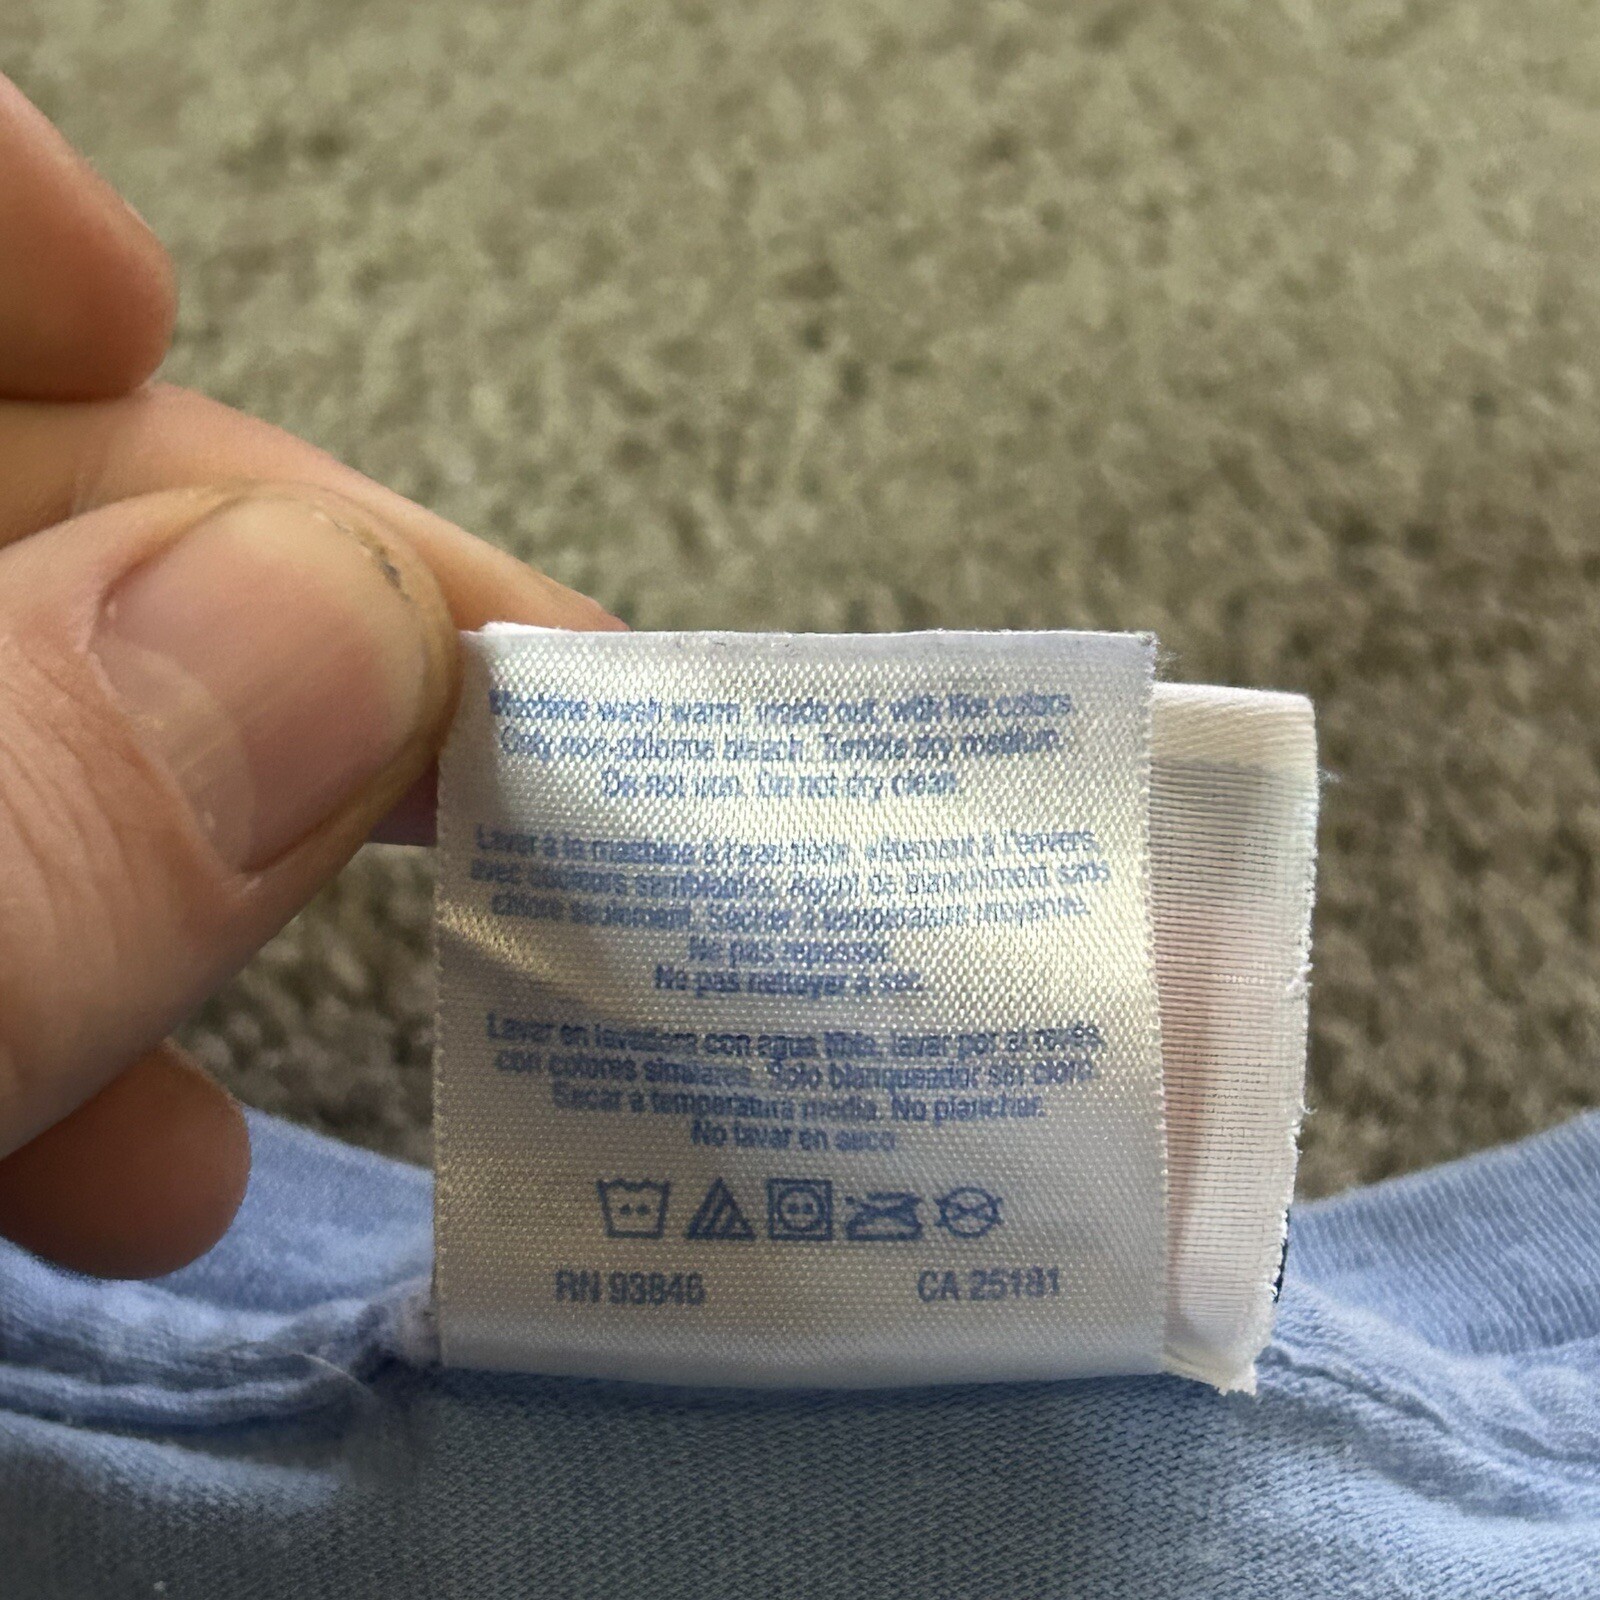 Machine wash warm, inside out, with like colors.
Only non-chlorine bleach. Tumble dry medium.
Do not iron. Do not dry clean.
Laver à la machine à l'eau tiède, vêtement à l'envers,
avec couleurs semblables. Agent de blanchiment sans
chlore seulement. Sécher à température moyenne.
Ne pas repasser.
Ne pas nettoyer à sec.
Lavar en lavadora con agua tibia, lavar por el revés,
con colores similares. Solo blanqueador sin cloro.
Secar a temperatura media. No planchar.
No lavar en seco
RN 93846 CA 25181